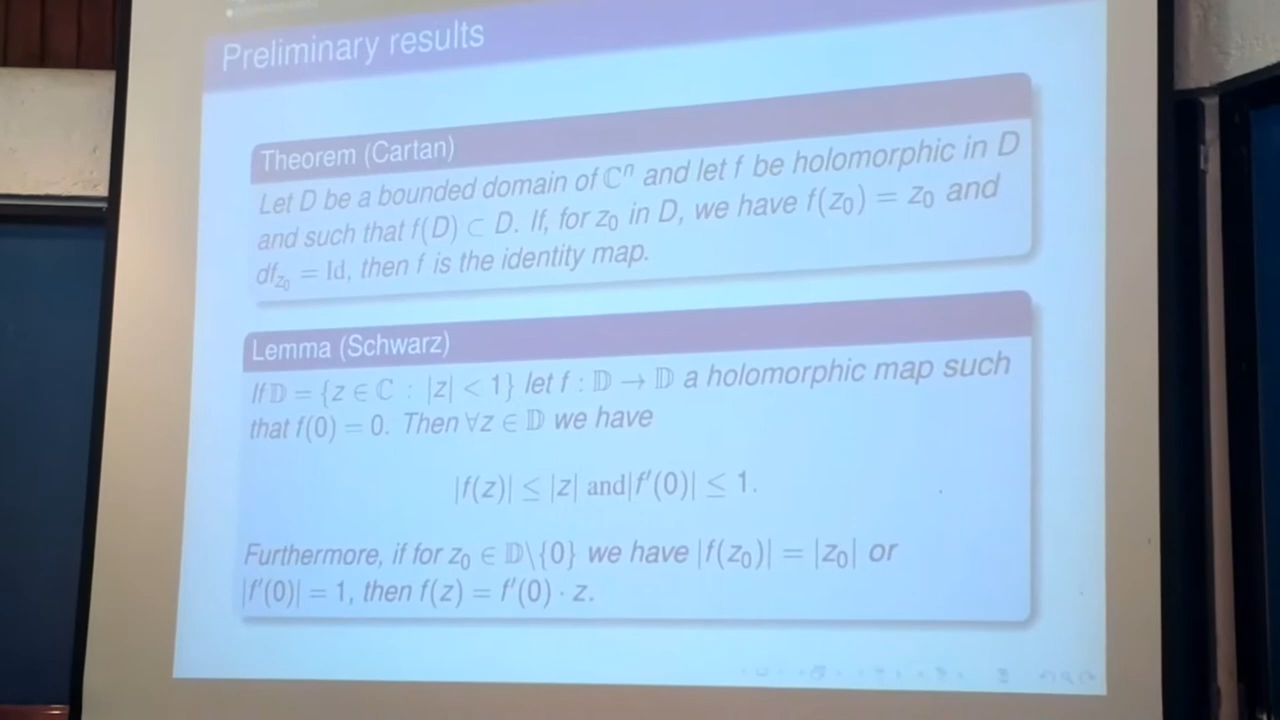 Preliminary results
Theorem (Cartan)
Let D be a bounded domain of ℂⁿ and let f be holomorphic in D
and such that f(D) ⊂ D. If, for z₀ in D, we have f(z₀) = z₀ and
df_{z₀} = Id, then f is the identity map.
Lemma (Schwarz)
If 𝔻 = {z ∈ ℂ : |z| < 1} let f : 𝔻 → 𝔻 a holomorphic map such
that f(0) = 0. Then ∀z ∈ 𝔻 we have
|f(z)| ≤ |z| and|f′(0)| ≤ 1.
Furthermore, if for z₀ ∈ 𝔻\{0} we have |f(z₀)| = |z₀| or
|f′(0)| = 1, then f(z) = f′(0) · z.